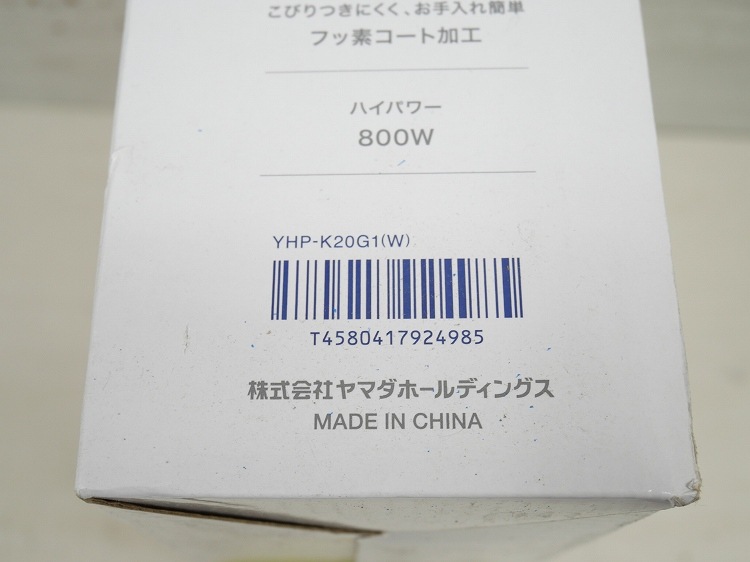 こびりつきにくく、お手入れ簡単
フッ素コート加工
ハイパワー
800W
YHP-K20G1(W)
T4580417924985
株式会社ヤマダホールディングス
MADE IN CHINA